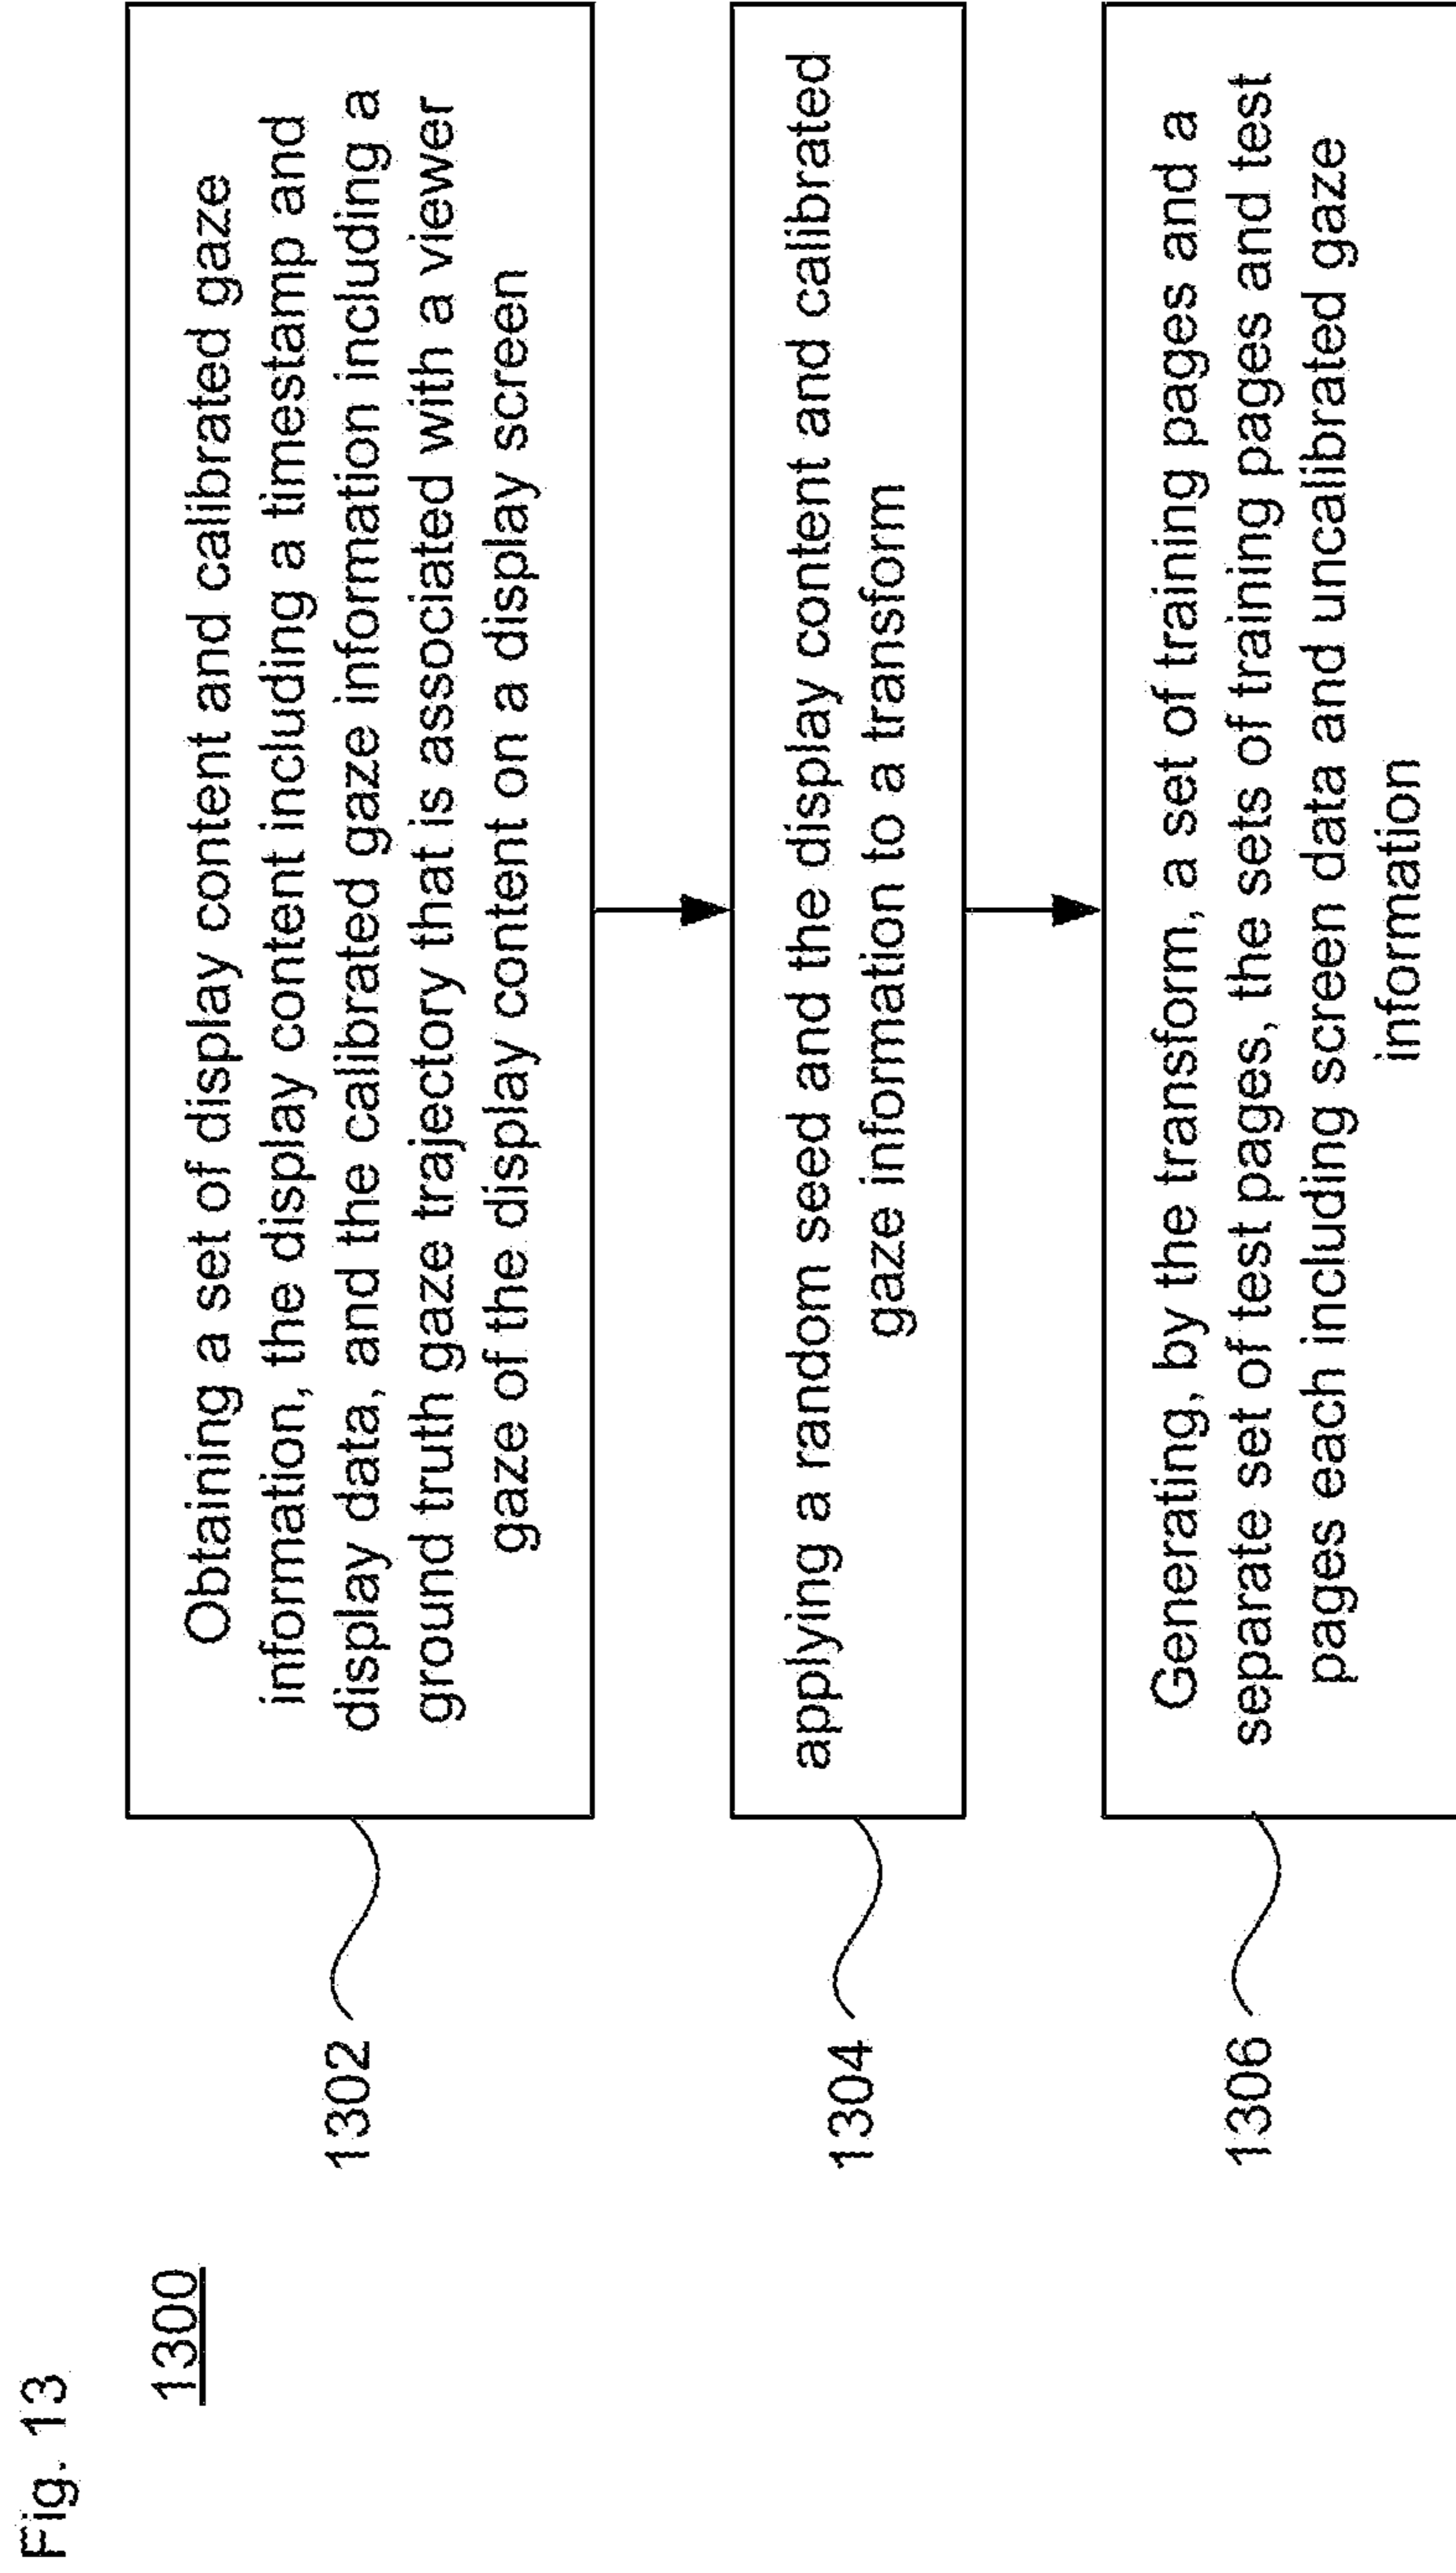 Fig. 13
1300
1302
Obtaining a set of display content and calibrated gaze
information, the display content including a timestamp and
display data, and the calibrated gaze information including a
ground truth gaze trajectory that is associated with a viewer
gaze of the display content on a display screen
1304
applying a random seed and the display content and calibrated
gaze information to a transform
1306
Generating, by the transform, a set of training pages and a
separate set of test pages, the sets of training pages and test
pages each including screen data and uncalibrated gaze
information